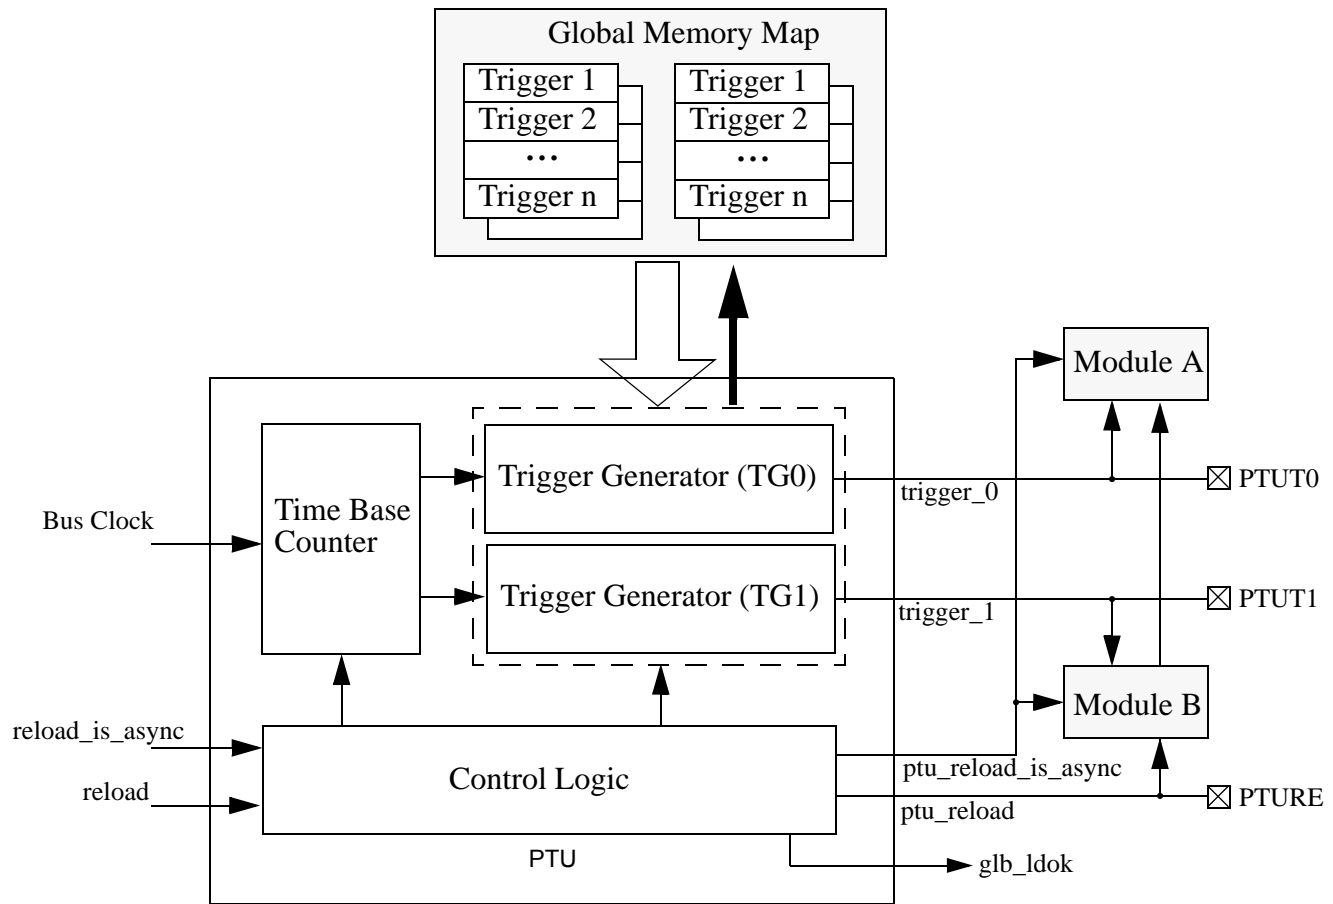 Global Memory Map
Trigger 1
Trigger 2
...
Trigger n
Trigger 1
Trigger 2
...
Trigger n
Module A
Trigger Generator (TG0)
trigger_0
PTUT0
Bus Clock
Time Base
Counter
Trigger Generator (TG1)
trigger_1
PTUT1
Module B
reload_is_async
reload
Control Logic
ptu_reload_is_async
ptu_reload
PTURE
PTU
glb_ldok